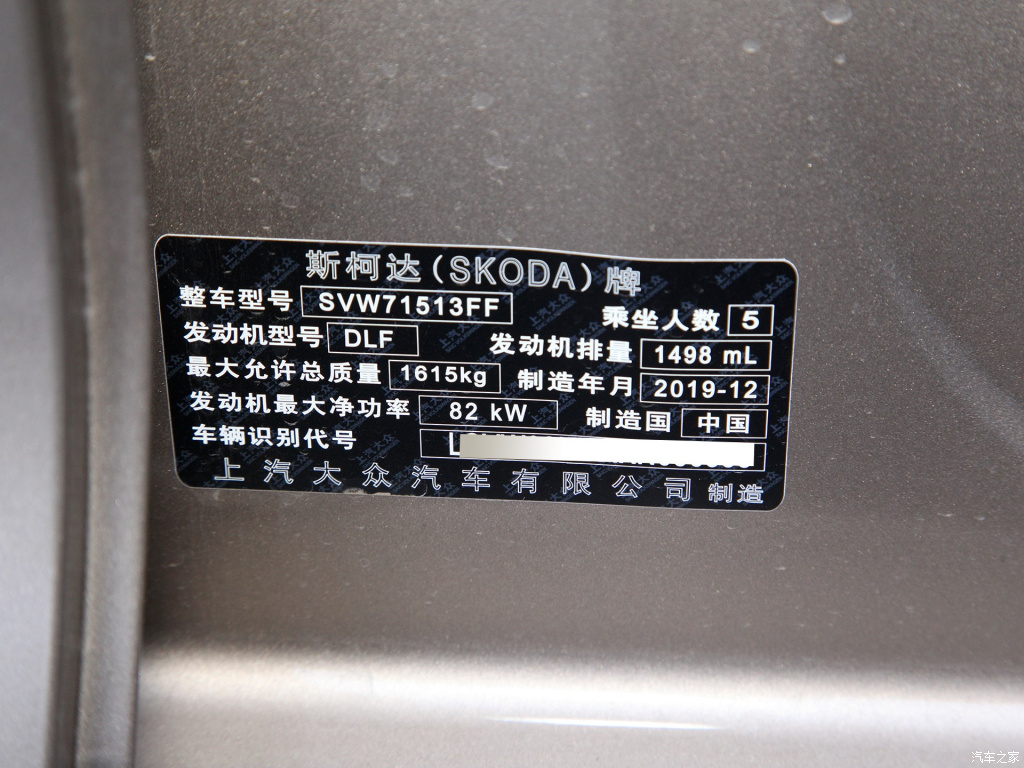 斯柯达(SKODA)牌
整车型号 SVW71513FF 乘坐人数 5
发动机型号 DLF 发动机排量 1498 mL
最大允许总质量 1615kg 制造年月 2019-12
发动机最大净功率 82 kW 制造国 中国
车辆识别代号 L
上汽大众汽车有限公司 制造
汽车之家